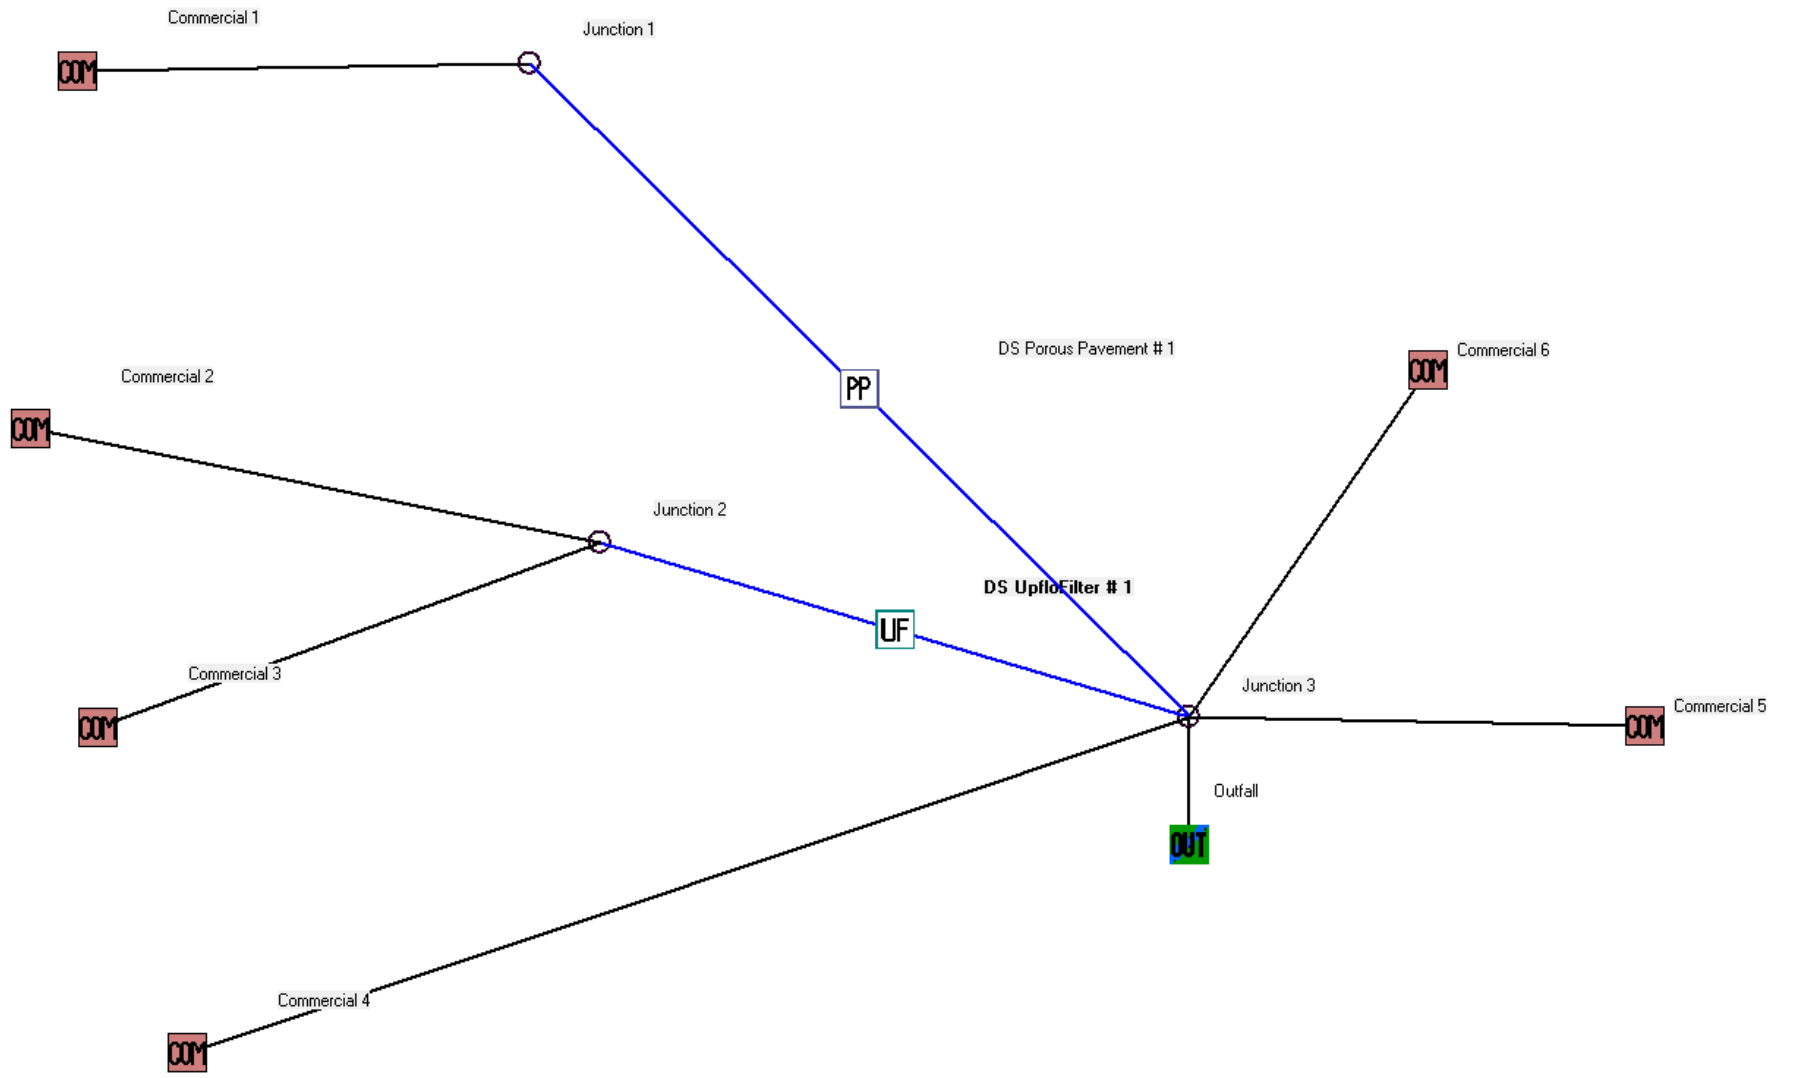 Commercial 1
Junction 1
COM
DS Porous Pavement # 1
Commercial 6
COM
Commercial 2
PP
COM
Junction 2
DS UpfloFilter # 1
UF
Commercial 3
Junction 3
Commercial 5
COM
COM
Outfall
OUT
Commercial 4
COM